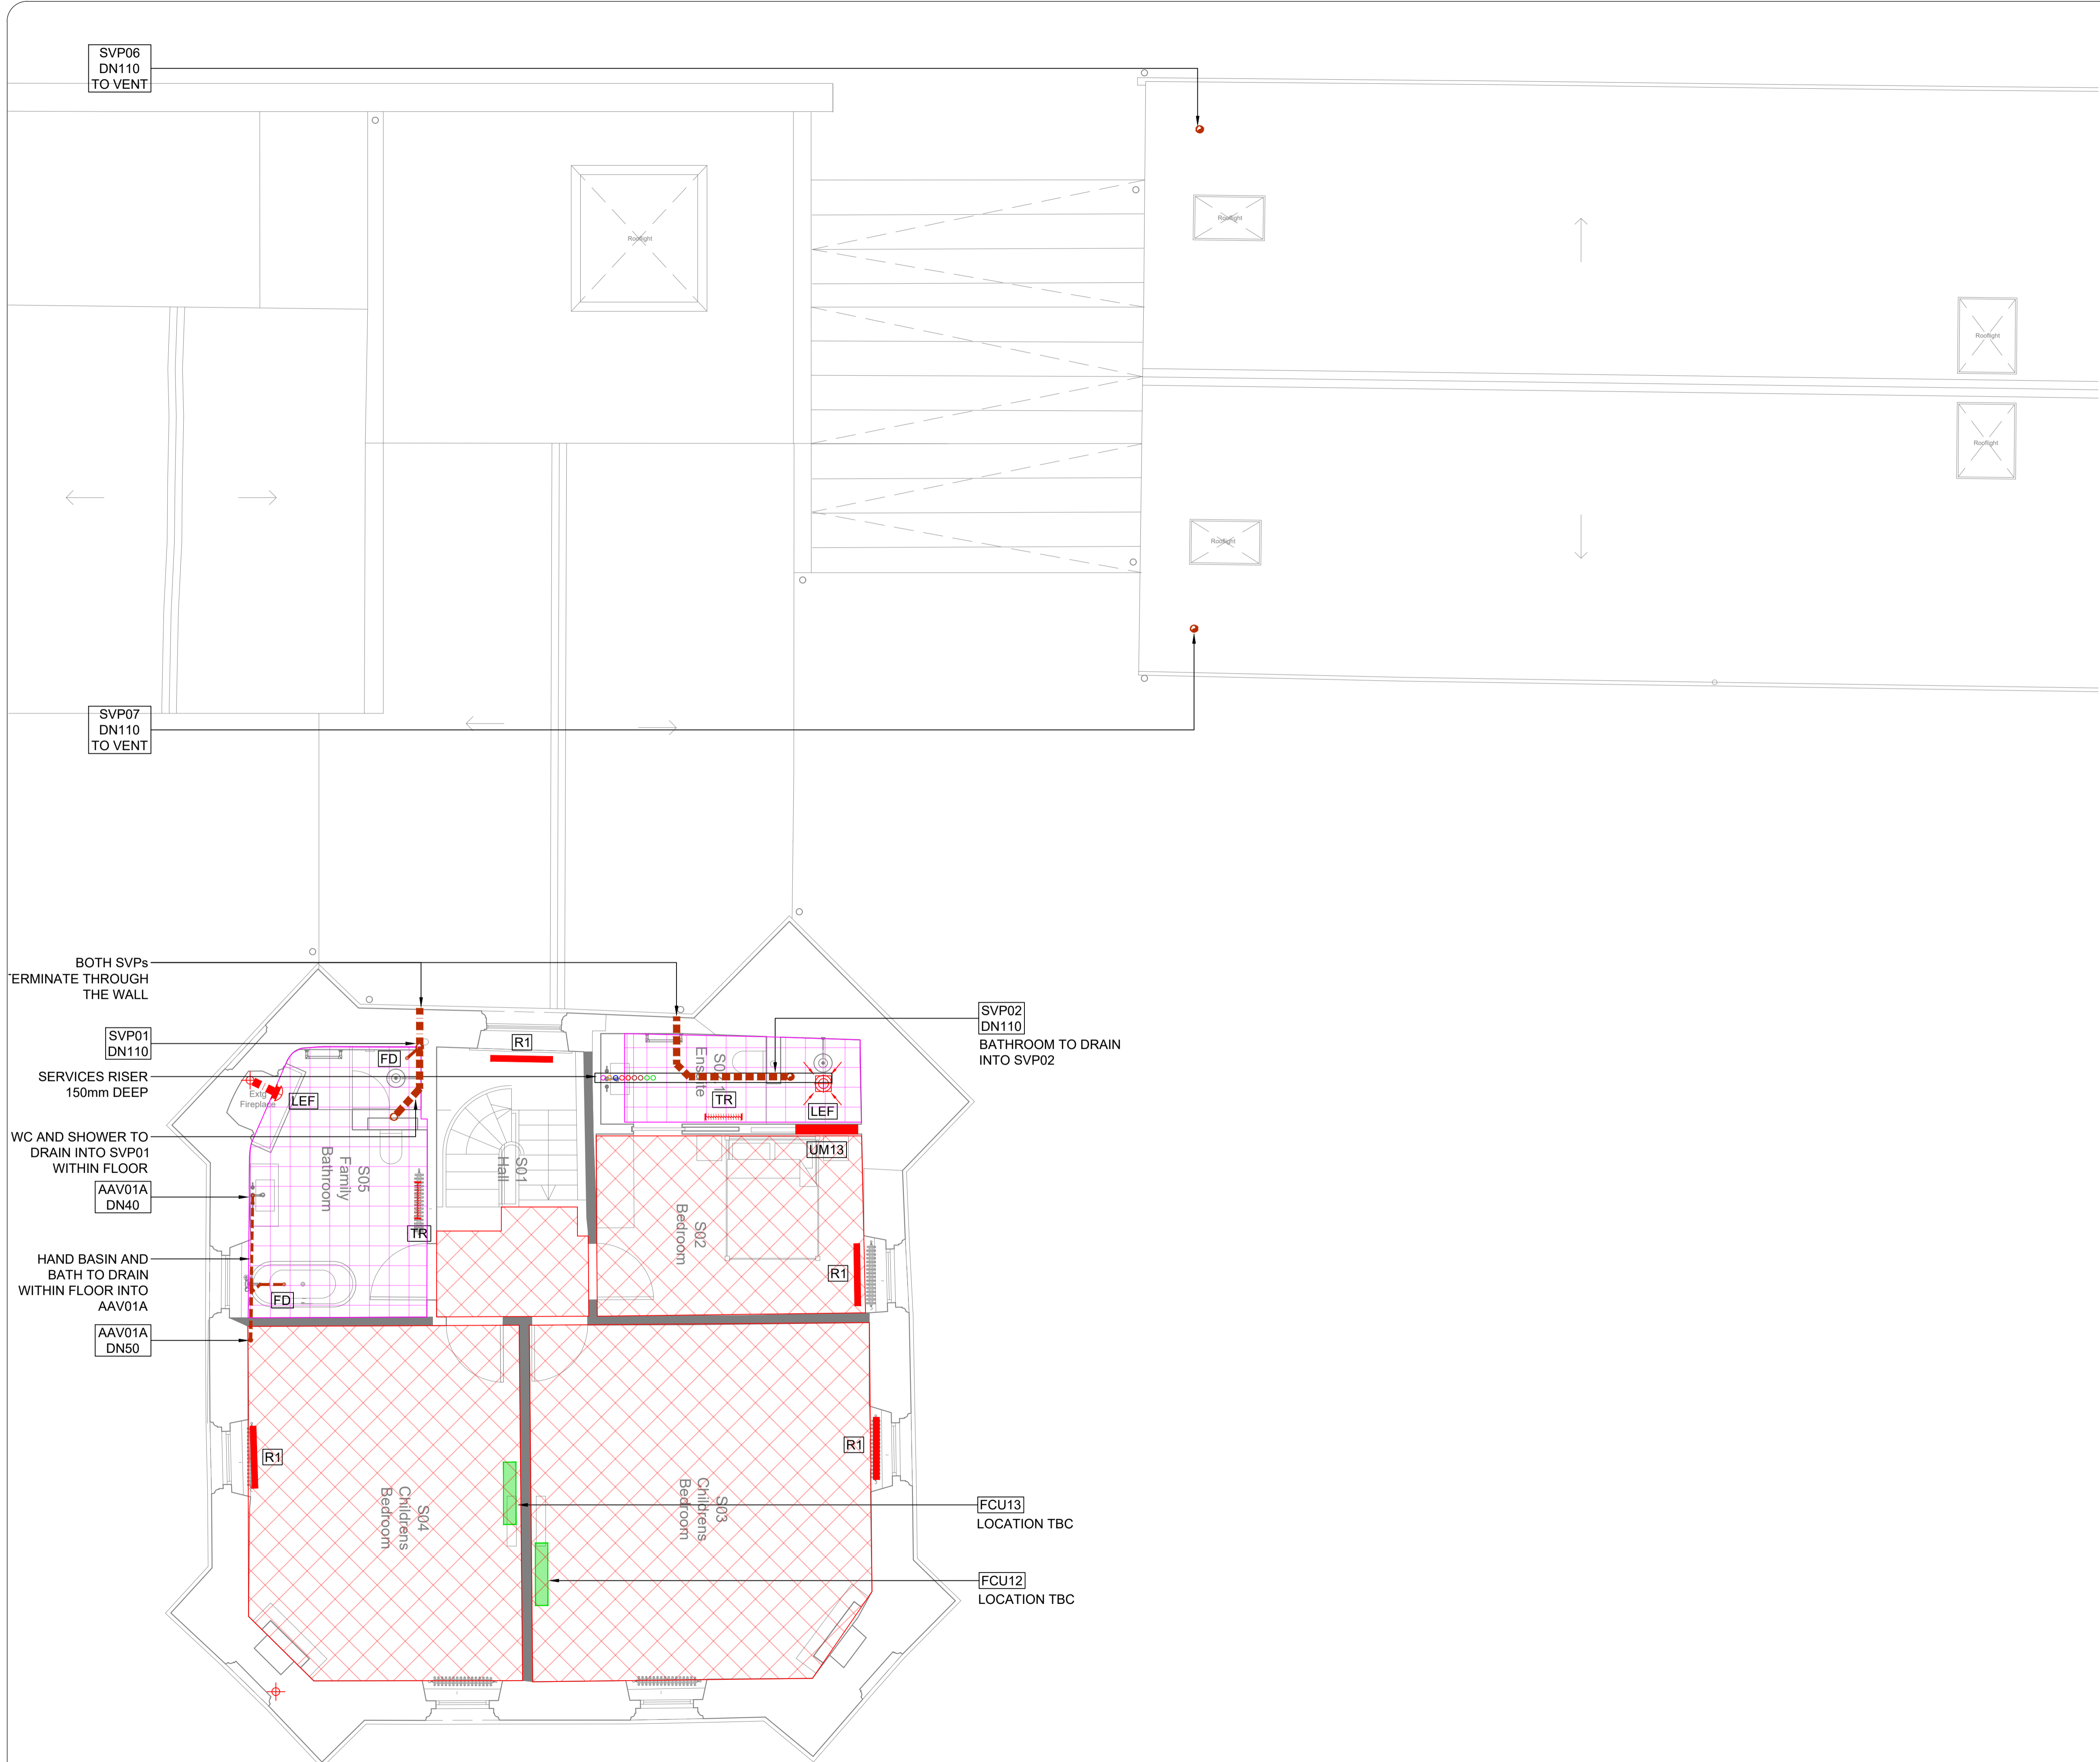 SVP06
DN110
TO VENT
Rooflight
Rooflight
Rooflight
Rooflight
Rooflight
SVP07
DN110
TO VENT
BOTH SVPs
TERMINATE THROUGH
THE WALL
SVP01
DN110
SERVICES RISER
150mm DEEP
WC AND SHOWER TO
DRAIN INTO SVP01
WITHIN FLOOR
AAV01A
DN40
HAND BASIN AND
BATH TO DRAIN
WITHIN FLOOR INTO
AAV01A
AAV01A
DN50
SVP02
DN110
BATHROOM TO DRAIN
INTO SVP02
FD
R1
LEF
Extg
Fireplace
Ensuite
TR
LEF
UM13
S05
Family
Bathroom
TR
FD
S01
Hall
S02
Bedroom
R1
R1
R1
S04
Childrens
Bedroom
S03
Childrens
Bedroom
FCU13
LOCATION TBC
FCU12
LOCATION TBC